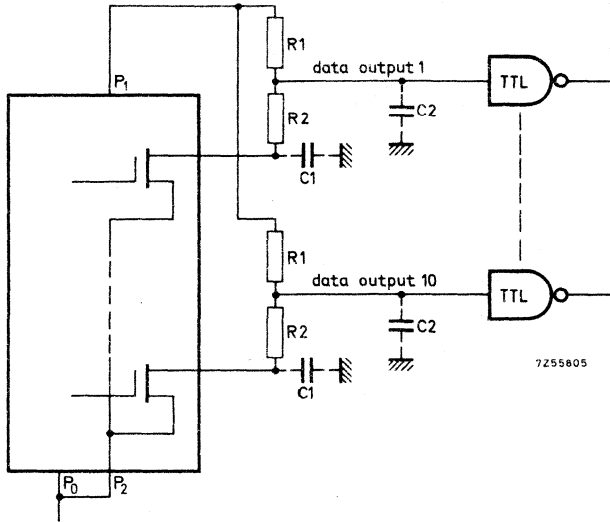 R1
data output 1
TTL
P1
C2
R2
C1
R1
data output 10
TTL
C2
R2
7Z55805
C1
P0
P2